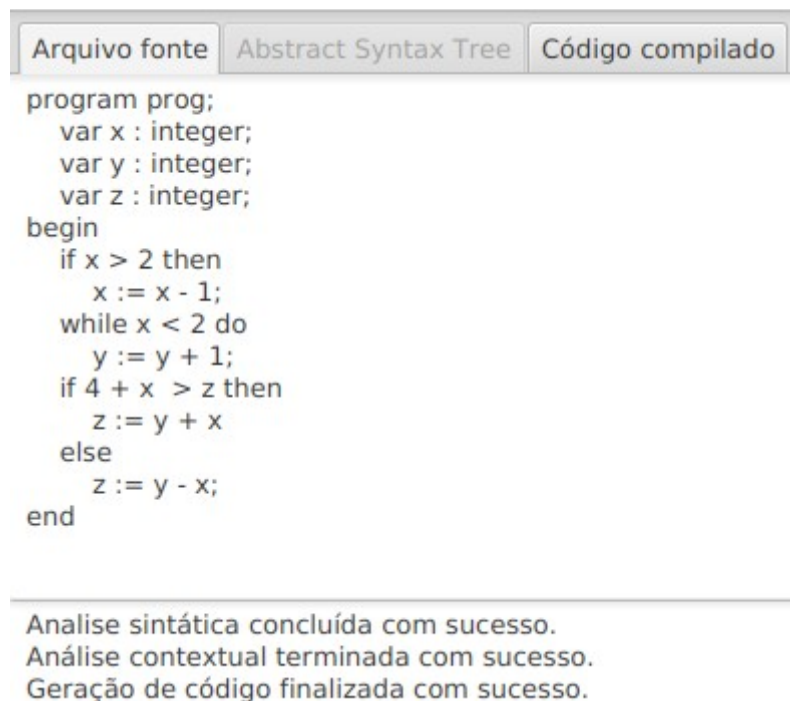 Arquivo fonte Abstract Syntax Tree Código compilado
program prog;
var x : integer;
var y : integer;
var z : integer;
begin
if x > 2 then
x := x - 1;
while x < 2 do
y := y + 1;
if 4 + x  > z then
z := y + x
else
z := y - x;
end
Analise sintática concluída com sucesso.
Análise contextual terminada com sucesso.
Geração de código finalizada com sucesso.